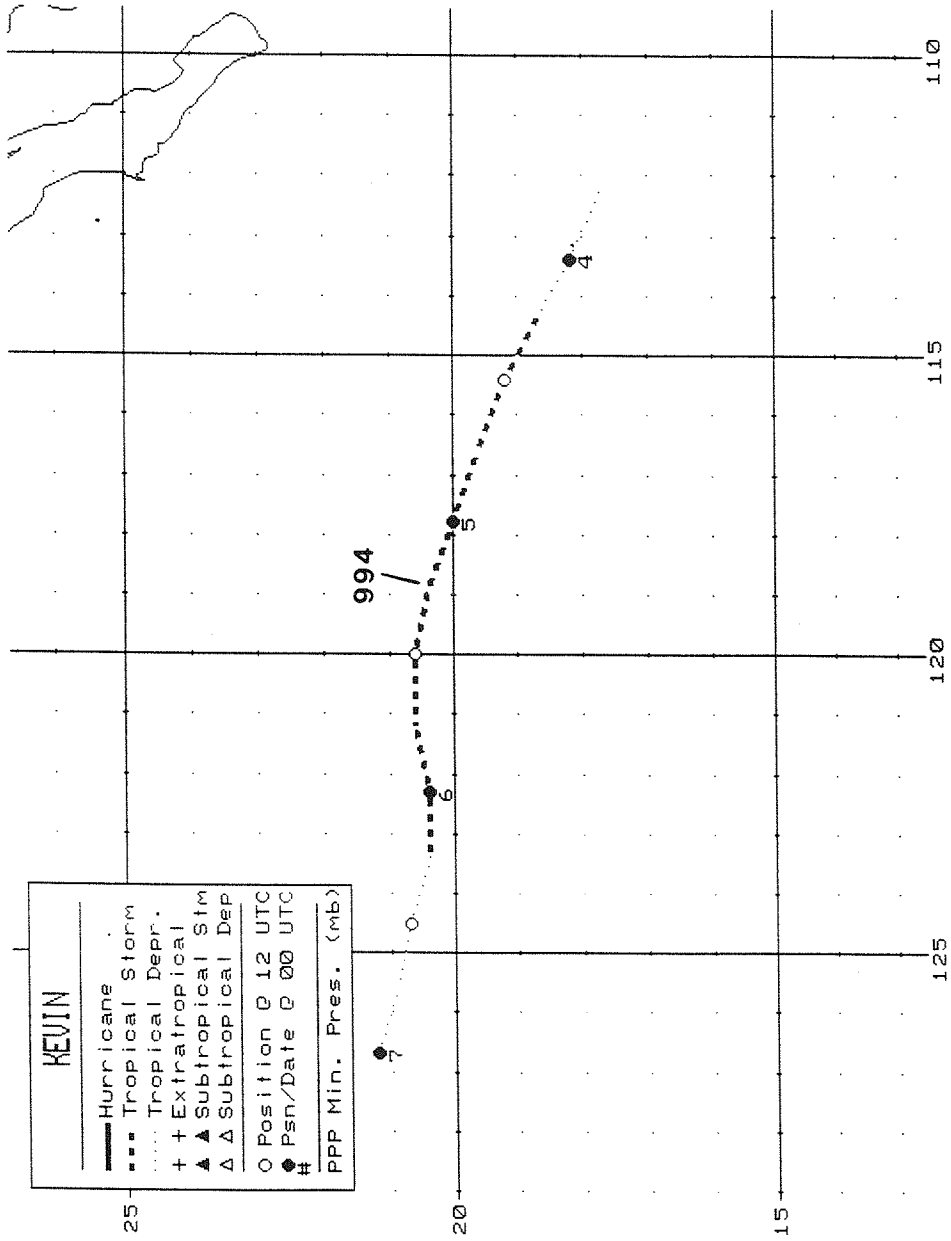 KEVIN
Hurricane
Tropical Storm
Tropical Depr.
+ + Extratropical
▲ ▲ Subtropical Stm
△ △ Subtropical Dep
○ Position @ 12 UTC
● Psn/Date @ 00 UTC
#
PPP Min. Pres. (mb)
25
20
15
125
120
115
110
7
6
994
5
4